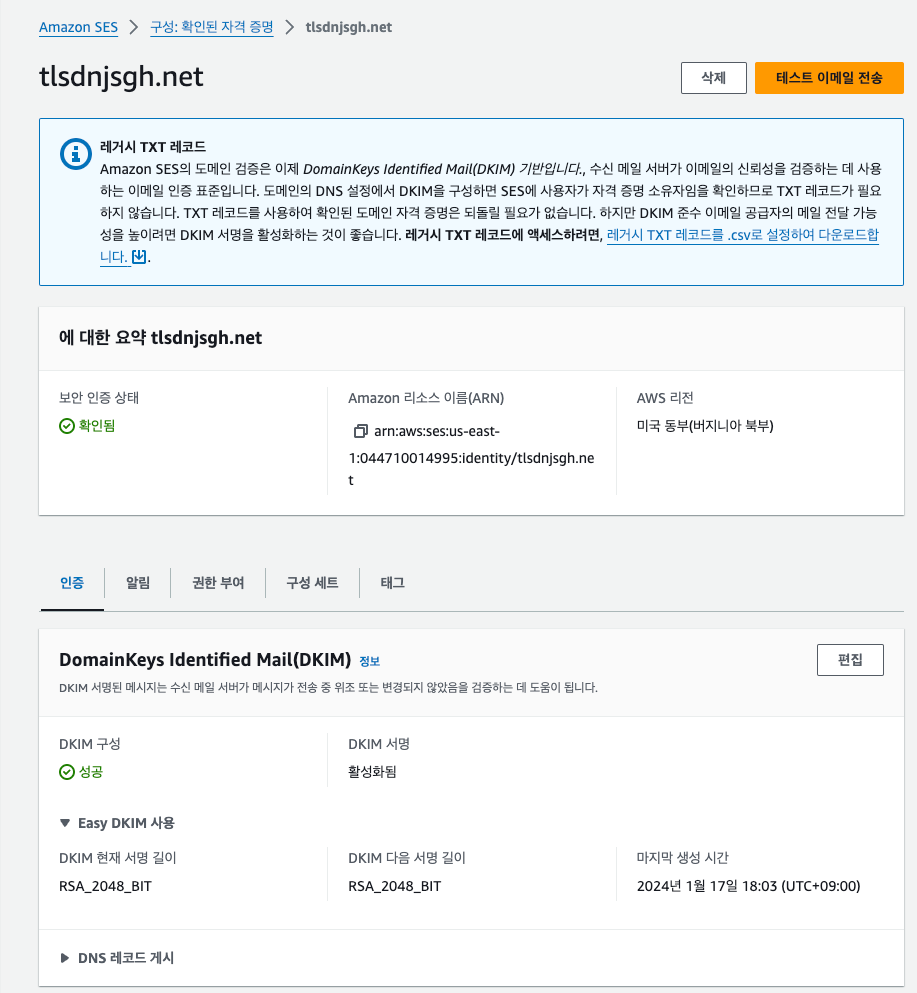 Amazon SES > 구성: 확인된 자격 증명 > tlsdnjsgh.net
tlsdnjsgh.net
삭제
테스트 이메일 전송
레거시 TXT 레코드
Amazon SES의 도메인 검증은 이제 DomainKeys Identified Mail(DKIM) 기반입니다., 수신 메일 서버가 이메일의 신뢰성을 검증하는 데 사용
하는 이메일 인증 표준입니다. 도메인의 DNS 설정에서 DKIM을 구성하면 SES에 사용자가 자격 증명 소유자임을 확인하므로 TXT 레코드가 필요
하지 않습니다. TXT 레코드를 사용하여 확인된 도메인 자격 증명은 되돌릴 필요가 없습니다. 하지만 DKIM 준수 이메일 공급자의 메일 전달 가능
성을 높이려면 DKIM 서명을 활성화하는 것이 좋습니다. 레거시 TXT 레코드에 액세스하려면, 레거시 TXT 레코드를 .csv로 설정하여 다운로드합
니다. .
에 대한 요약 tlsdnjsgh.net
보안 인증 상태
확인됨
Amazon 리소스 이름(ARN)
arn:aws:ses:us-east-
1:044710014995:identity/tlsdnjsgh.ne
t
AWS 리전
미국 동부(버지니아 북부)
인증
알림
권한 부여
구성 세트
태그
DomainKeys Identified Mail(DKIM) 정보
편집
DKIM 서명된 메시지는 수신 메일 서버가 메시지가 전송 중 위조 또는 변경되지 않았음을 검증하는 데 도움이 됩니다.
DKIM 구성
성공
DKIM 서명
활성화됨
Easy DKIM 사용
DKIM 현재 서명 길이
RSA_2048_BIT
DKIM 다음 서명 길이
RSA_2048_BIT
마지막 생성 시간
2024년 1월 17일 18:03 (UTC+09:00)
DNS 레코드 게시